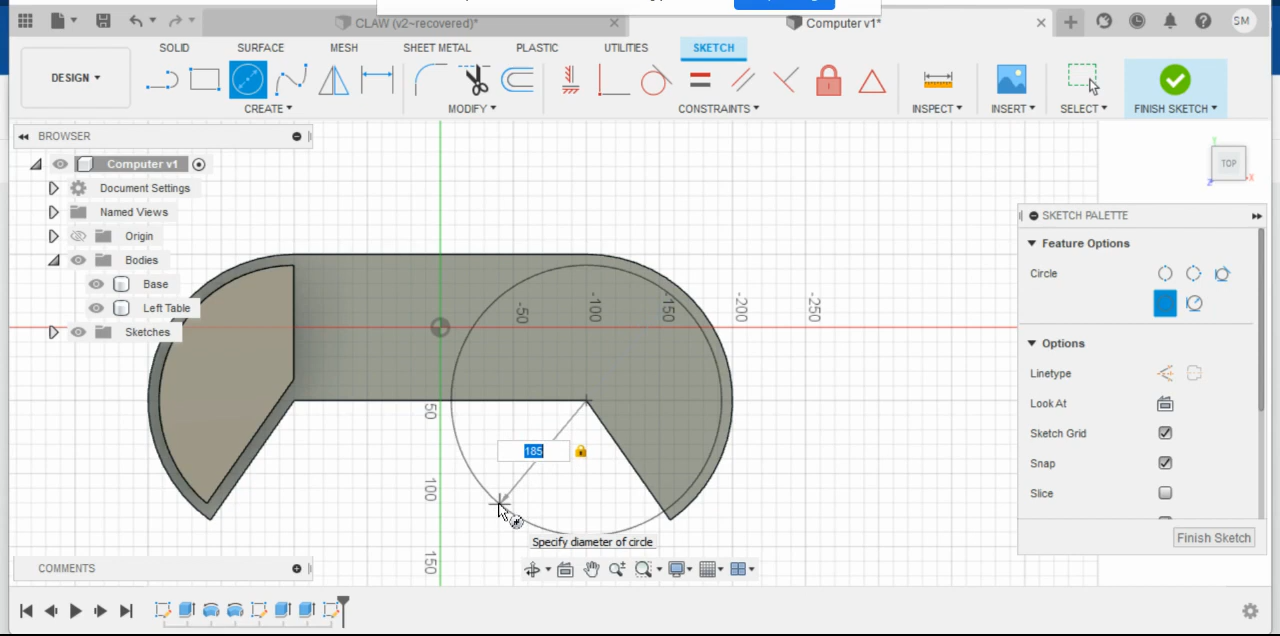 CLAW (v2~recovered)*
Computer v1*
SM
SOLID SURFACE MESH SHEET METAL PLASTIC UTILITIES SKETCH
DESIGN
CREATE MODIFY CONSTRAINTS INSPECT INSERT SELECT FINISH SKETCH
BROWSER
Computer v1
Document Settings
Named Views
Origin
Bodies
Base
Left Table
Sketches
TOP
Y
X
Z
SKETCH PALETTE
Feature Options
Circle
Options
Linetype
Look At
Sketch Grid
Snap
Slice
Finish Sketch
-50
-100
-150
-200
-250
50
100
150
185
Specify diameter of circle
COMMENTS